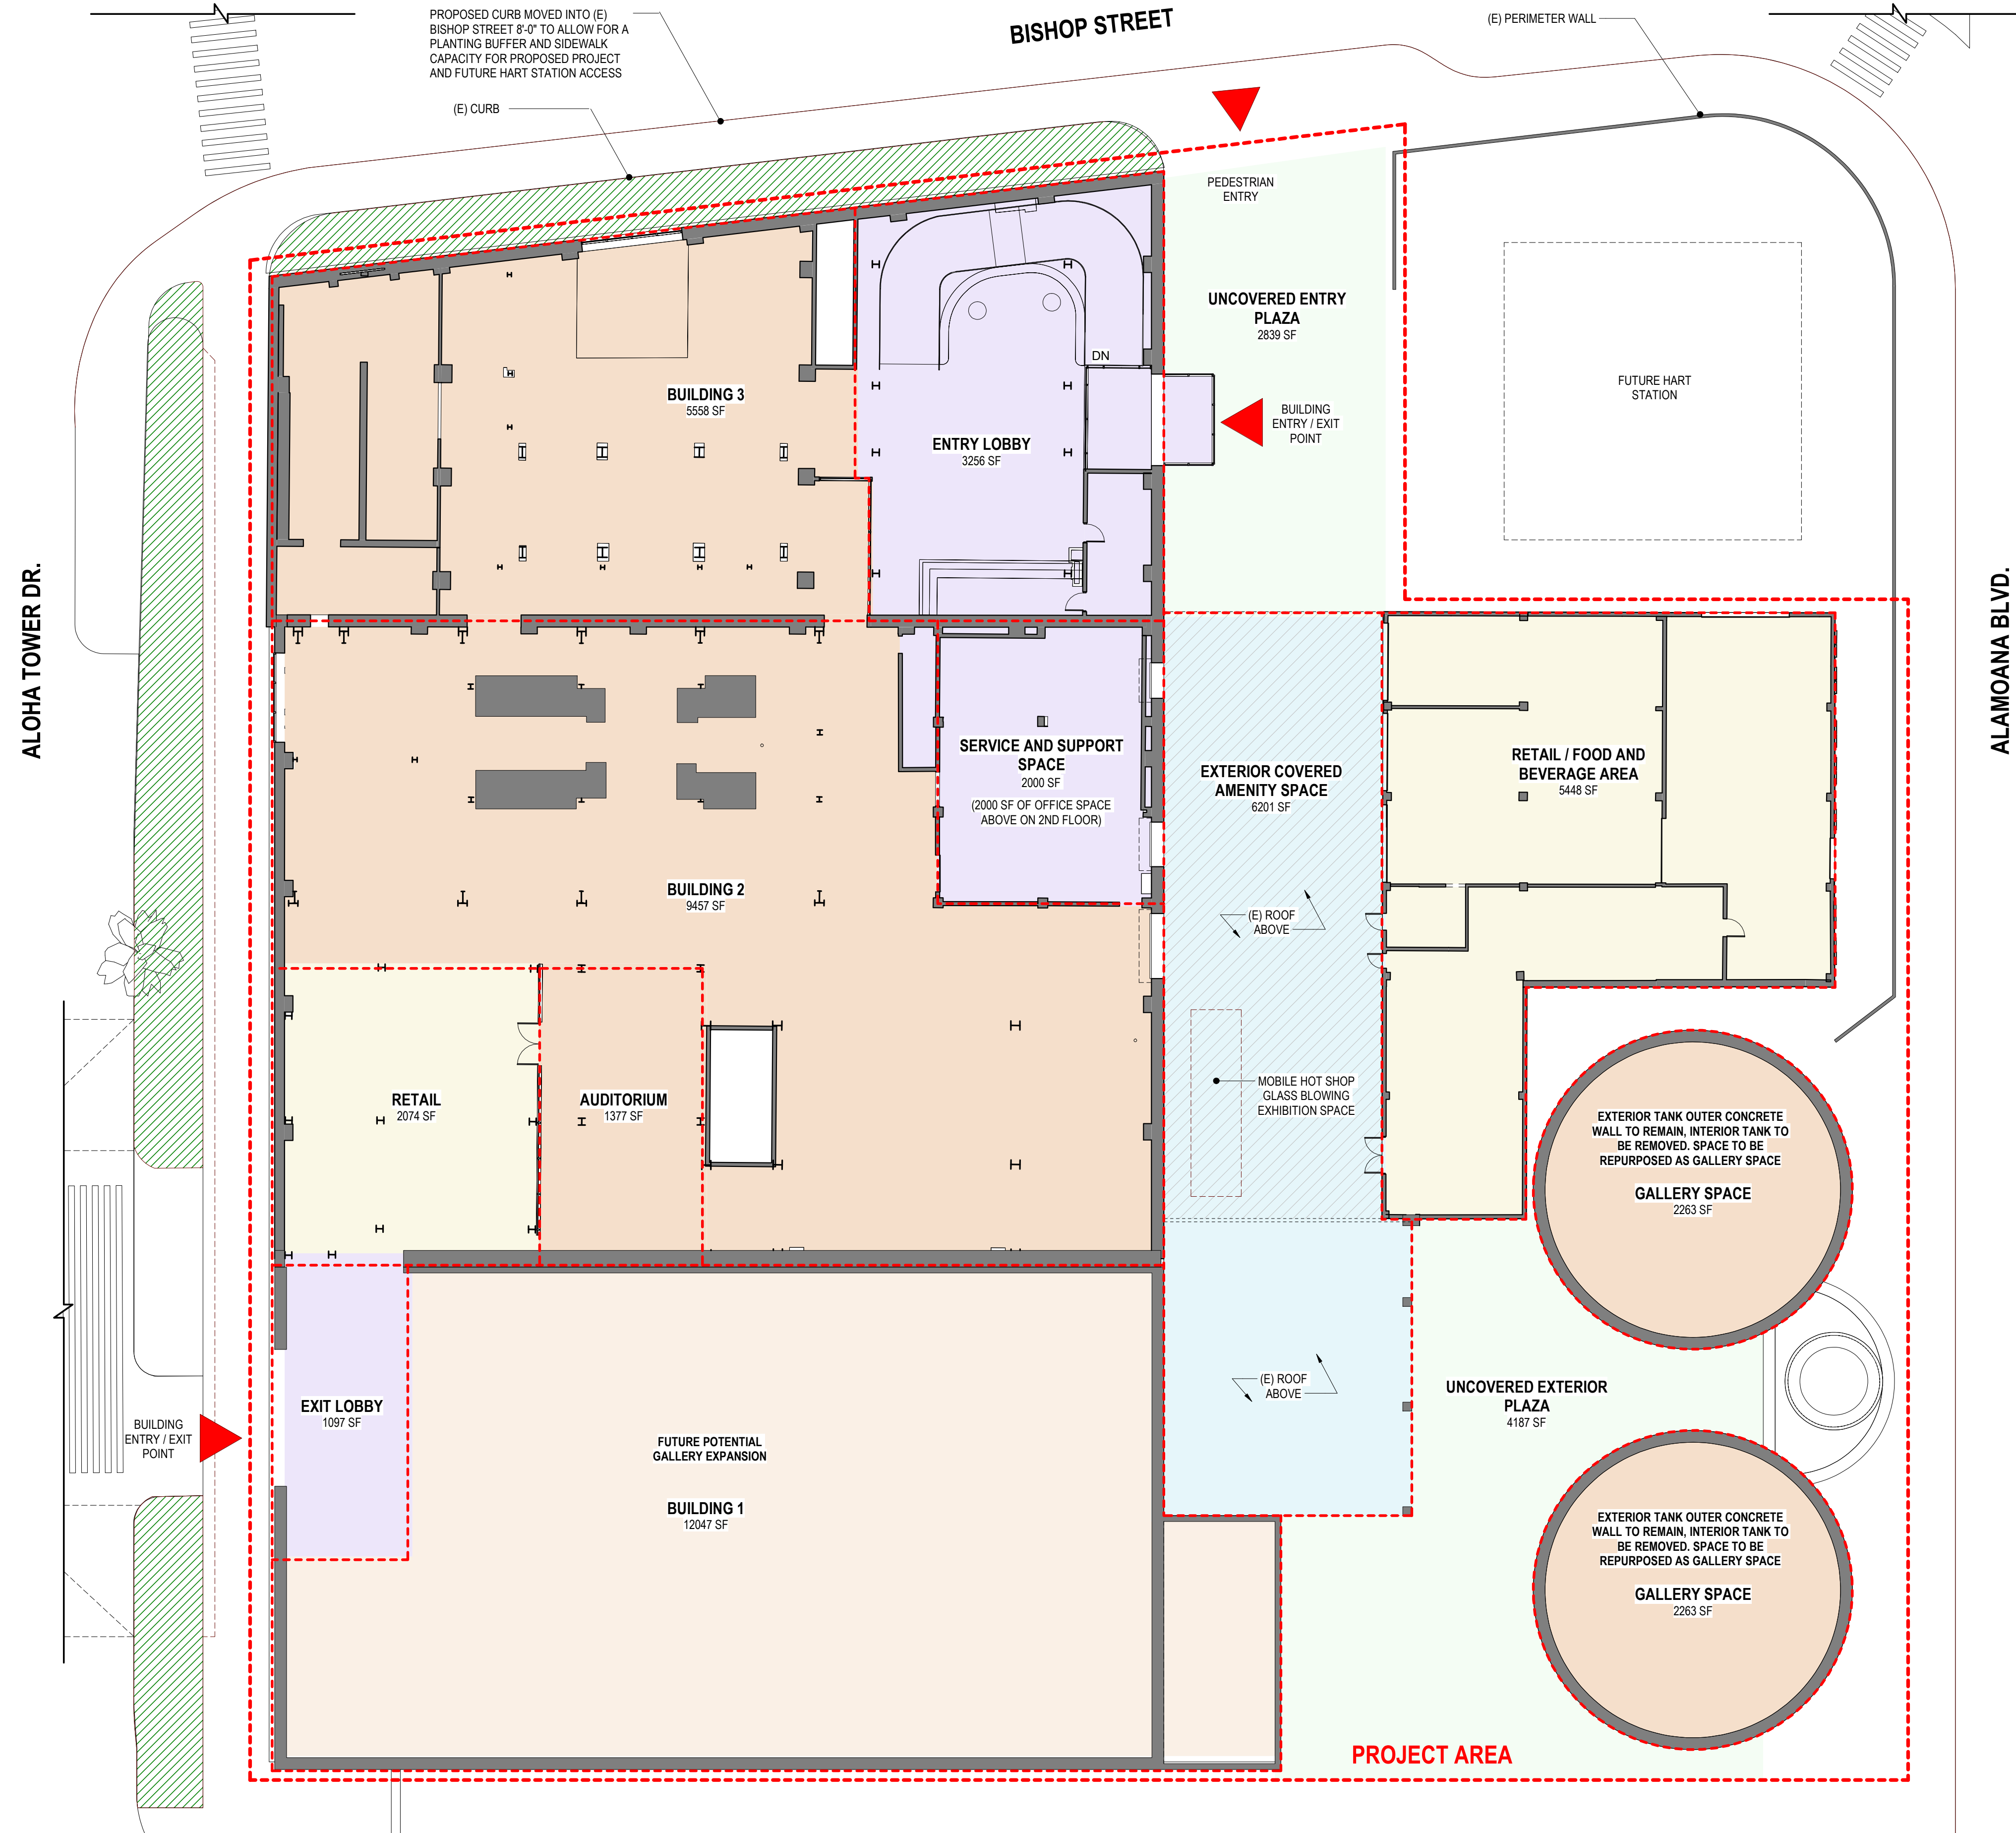 PROPOSED CURB MOVED INTO (E)
BISHOP STREET 8'-0" TO ALLOW FOR A
PLANTING BUFFER AND SIDEWALK
CAPACITY FOR PROPOSED PROJECT
AND FUTURE HART STATION ACCESS
(E) CURB
BISHOP STREET
(E) PERIMETER WALL
PEDESTRIAN
ENTRY
UNCOVERED ENTRY
PLAZA
2839 SF
DN
BUILDING 3
5558 SF
ENTRY LOBBY
3256 SF
BUILDING
ENTRY / EXIT
POINT
FUTURE HART
STATION
ALOHA TOWER DR.
ALAMOANA BLVD.
SERVICE AND SUPPORT
SPACE
2000 SF
(2000 SF OF OFFICE SPACE
ABOVE ON 2ND FLOOR)
EXTERIOR COVERED
AMENITY SPACE
6201 SF
RETAIL / FOOD AND
BEVERAGE AREA
5448 SF
BUILDING 2
9457 SF
(E) ROOF
ABOVE
RETAIL
2074 SF
AUDITORIUM
1377 SF
MOBILE HOT SHOP
GLASS BLOWING
EXHIBITION SPACE
EXTERIOR TANK OUTER CONCRETE
WALL TO REMAIN, INTERIOR TANK TO
BE REMOVED. SPACE TO BE
REPURPOSED AS GALLERY SPACE
GALLERY SPACE
2263 SF
(E) ROOF
ABOVE
UNCOVERED EXTERIOR
PLAZA
4187 SF
EXIT LOBBY
1097 SF
BUILDING
ENTRY / EXIT
POINT
FUTURE POTENTIAL
GALLERY EXPANSION
BUILDING 1
12047 SF
EXTERIOR TANK OUTER CONCRETE
WALL TO REMAIN, INTERIOR TANK TO
BE REMOVED. SPACE TO BE
REPURPOSED AS GALLERY SPACE
GALLERY SPACE
2263 SF
PROJECT AREA